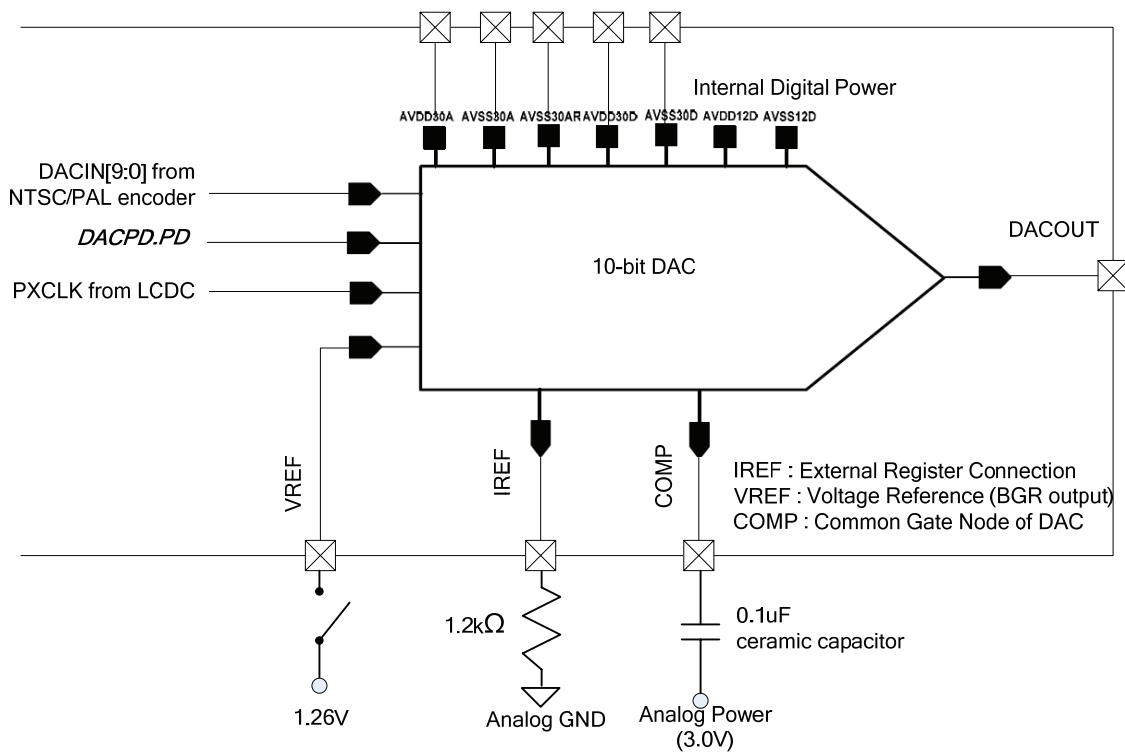 Internal Digital Power
AVDD30A AVSS30A AVSS30AR AVDD30D AVSS30D AVDD12D AVSS12D
DACIN[9:0] from
NTSC/PAL encoder
DACPD.PD
PXCLK from LCDC
10-bit DAC
DACOUT
VREF
IREF
COMP
IREF : External Register Connection
VREF : Voltage Reference (BGR output)
COMP : Common Gate Node of DAC
1.26V
1.2kΩ
Analog GND
0.1uF
ceramic capacitor
Analog Power
(3.0V)